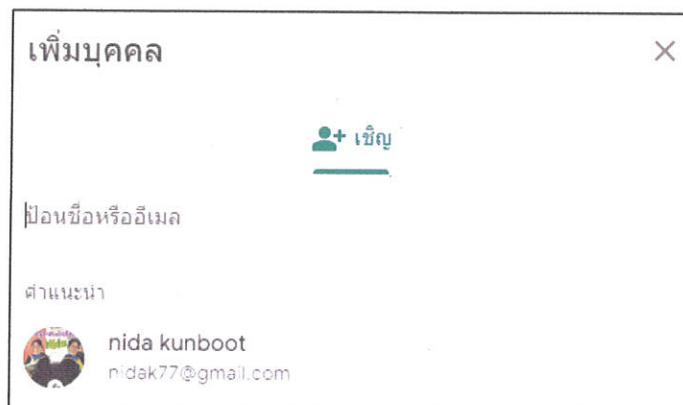 เพิ่มบุคคล
เชิญ
ป้อนชื่อหรืออีเมล
คำแนะนำ
nida kunboot
nidak77@gmail.com